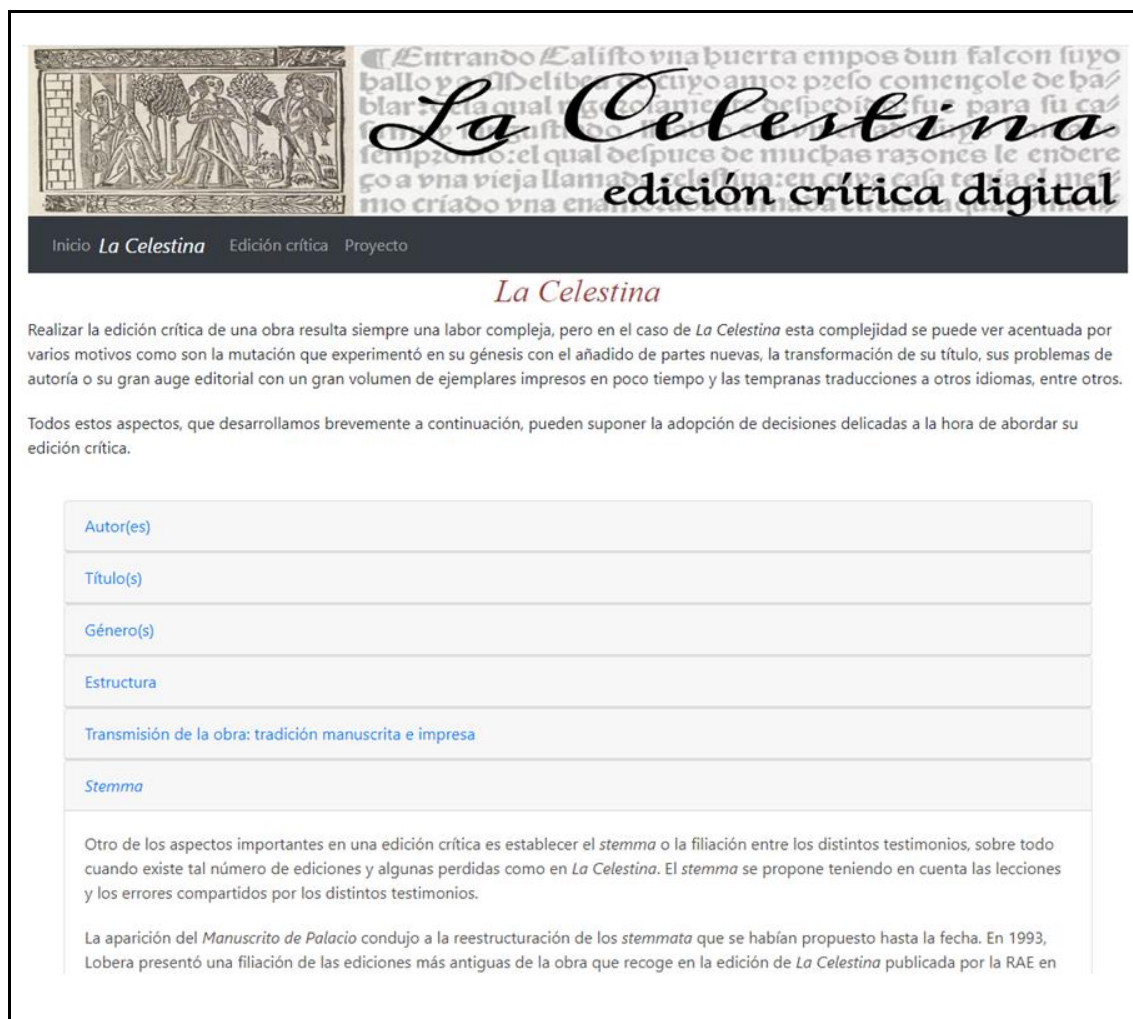 ¶ Entrando Calisto vna huerta empos dun falcon suyo
La Celestina
edición crítica digital
Inicio La Celestina Edición crítica Proyecto
La Celestina
Realizar la edición crítica de una obra resulta siempre una labor compleja, pero en el caso de La Celestina esta complejidad se puede ver acentuada por
varios motivos como son la mutación que experimentó en su génesis con el añadido de partes nuevas, la transformación de su título, sus problemas de
autoría o su gran auge editorial con un gran volumen de ejemplares impresos en poco tiempo y las tempranas traducciones a otros idiomas, entre otros.
Todos estos aspectos, que desarrollamos brevemente a continuación, pueden suponer la adopción de decisiones delicadas a la hora de abordar su
edición crítica.
Autor(es)
Título(s)
Género(s)
Estructura
Transmisión de la obra: tradición manuscrita e impresa
Stemma
Otro de los aspectos importantes en una edición crítica es establecer el stemma o la filiación entre los distintos testimonios, sobre todo
cuando existe tal número de ediciones y algunas perdidas como en La Celestina. El stemma se propone teniendo en cuenta las lecciones
y los errores compartidos por los distintos testimonios.
La aparición del Manuscrito de Palacio condujo a la reestructuración de los stemmata que se habían propuesto hasta la fecha. En 1993,
Lobera presentó una filiación de las ediciones más antiguas de la obra que recoge en la edición de La Celestina publicada por la RAE en